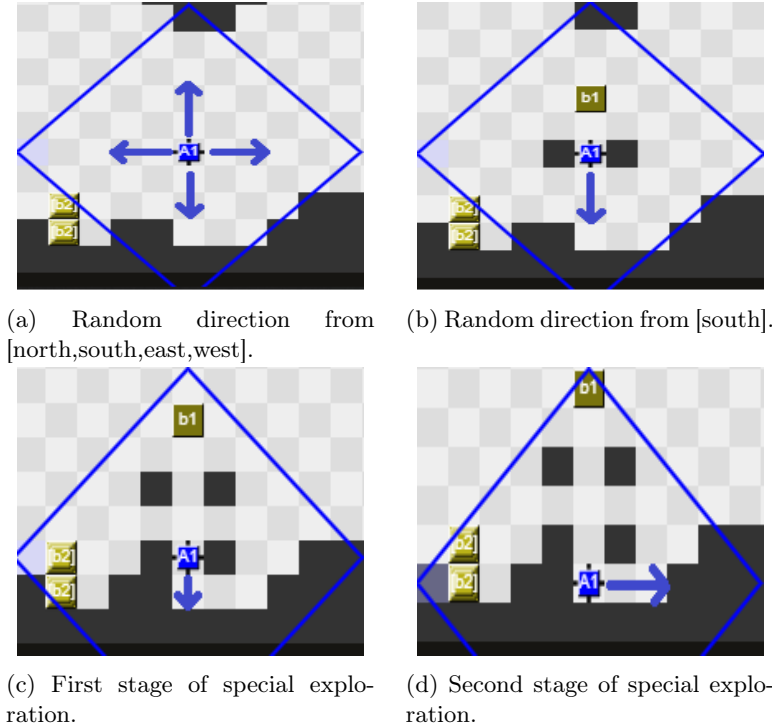 A1
[b2]
[b2]
b1
A1
[b2]
[b2]
(a) Random direction from
[north,south,east,west].
(b) Random direction from [south].
b1
A1
[b2]
[b2]
b1
[b2]
[b2]
A1
(c) First stage of special explo-
ration.
(d) Second stage of special explo-
ration.